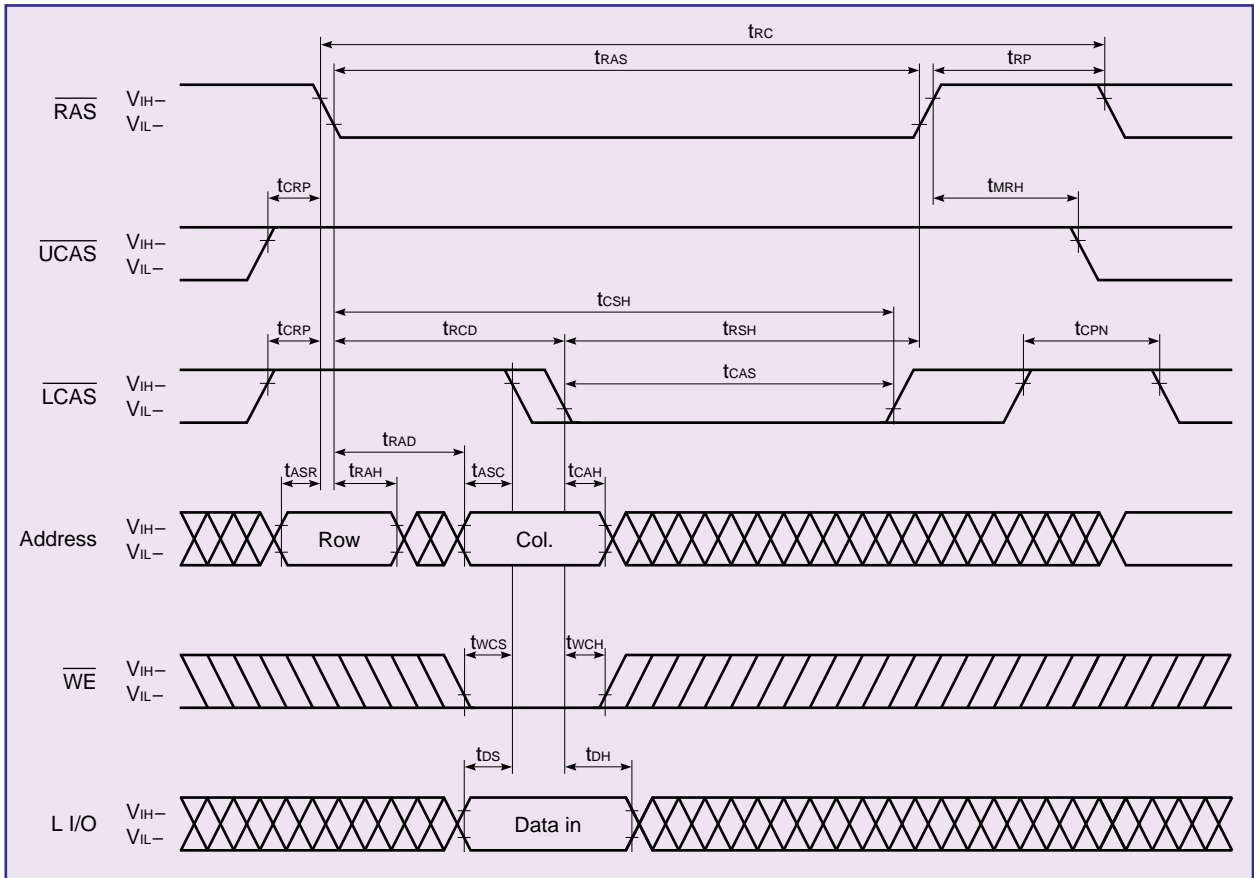 tRC
tRAS tRP
RAS VIH–
VIL–
tCRP tMRH
UCAS VIH–
VIL–
tCSH
tCRP tRCD tRSH tCPN
LCAS VIH– tCAS
VIL–
tRAD
tASR tRAH tASC tCAH
Address VIH–
VIL–
Row Col.
tWCS tWCH
WE VIH–
VIL–
tDS tDH
L I/O VIH–
VIL–
Data in